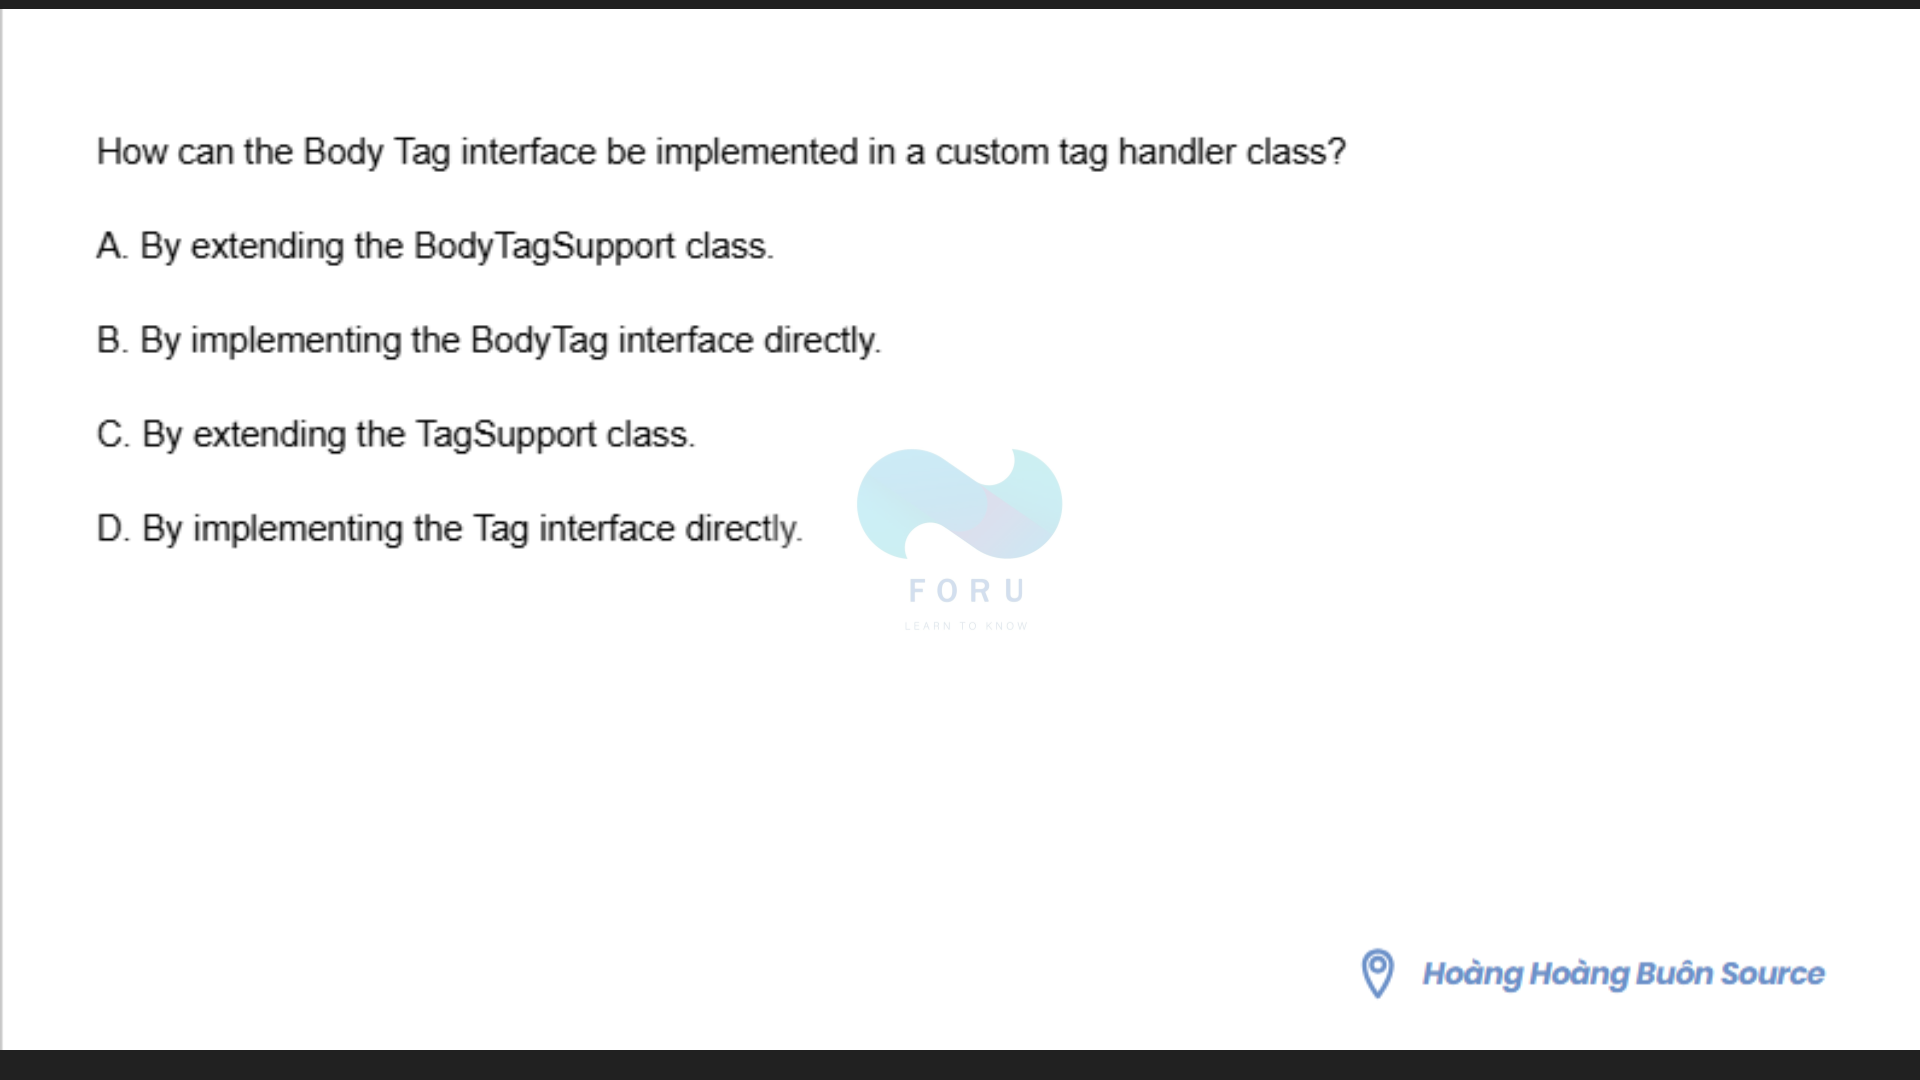 How can the Body Tag interface be implemented in a custom tag handler class?
A. By extending the BodyTagSupport class.
B. By implementing the BodyTag interface directly.
C. By extending the TagSupport class.
D. By implementing the Tag interface directly.
FORU
LEARN TO KNOW
Hoàng Hoàng Buôn Source